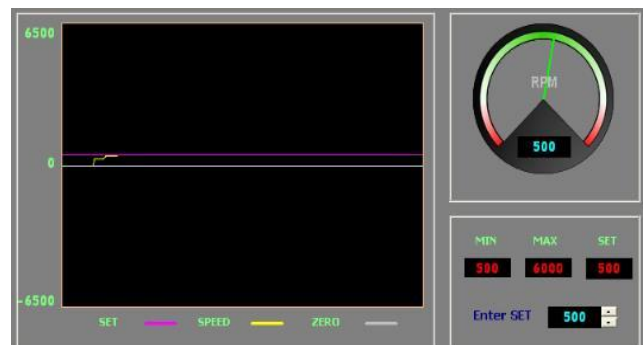 6500
0
-6500
SET SPEED ZERO
RPM
500
MIN MAX SET
500 6000 500
Enter SET 500